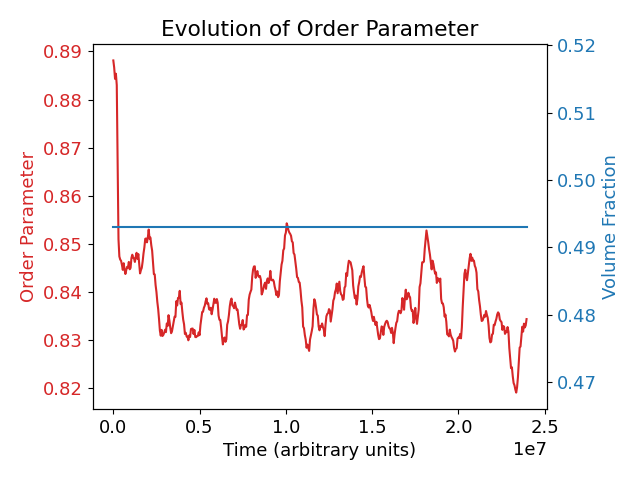 Evolution of Order Parameter
0.89
0.88
0.87
0.86
0.85
0.84
0.83
0.82
Order Parameter
0.52
0.51
0.50
0.49
0.48
0.47
Volume Fraction
0.0 0.5 1.0 1.5 2.0 2.5
Time (arbitrary units)
1e7